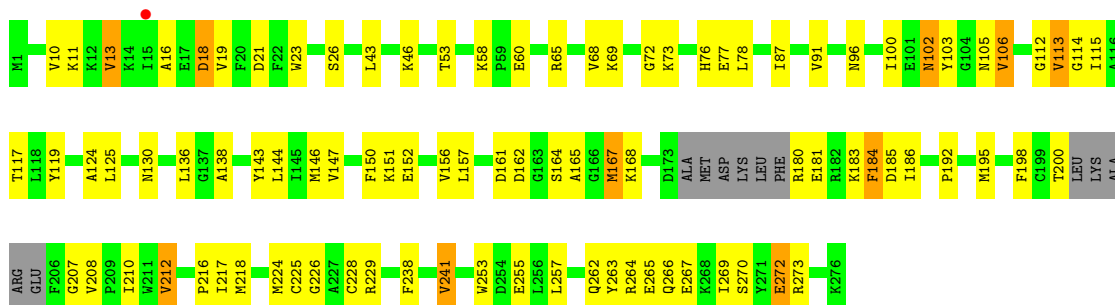 M1 V10 K11 K12 V13 K14 I15 A16 E17 D18 V19 F20 D21 F22 W23 S26 L43 K46 T53 K58 P59 E60 R65 V68 K69 G72 K73 H76 E77 L78 I87 V91 N96 I100 E101 N102 Y103 G104 N105 V106 G112 V113 G114 I115 A116
T117 L118 Y119 A124 L125 N130 L136 G137 A138 Y143 L144 I145 M146 V147 F150 K151 E152 V156 L157 D161 D162 G163 S164 A165 G166 M167 K168 D173 ALA MET ASP LYS LEU PHE R180 E181 R182 K183 F184 D185 I186 P192 M195 F198 C199 T200 LEU LYS ALA
ARG GLU F206 G207 V208 P209 I210 W211 V212 P216 I217 M218 M224 C225 G226 A227 C228 R229 F238 V241 W253 D254 E255 L256 L257 Q262 Y263 R264 E265 Q266 E267 K268 L269 S270 Y271 E272 R273 K276